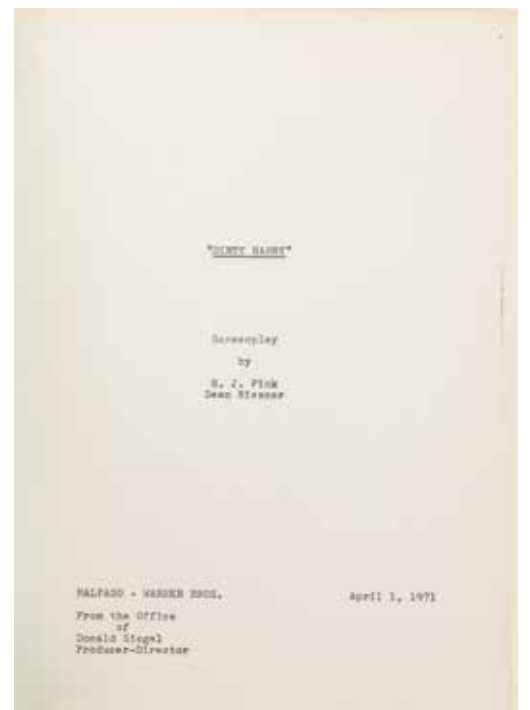 "DIRTY HARRY"
Screenplay
by
H. J. Fink
Dean Riesner
MALPASO - WARNER BROS.
April 1, 1971
From the Office
of
Donald Siegel
Producer-Director